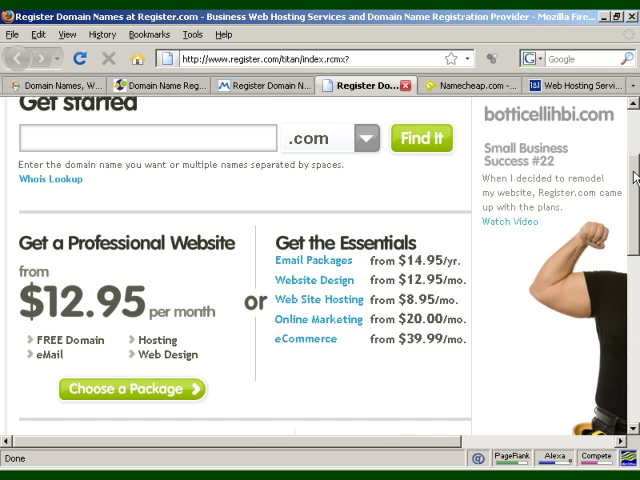 Register Domain Names at Register.com - Business Web Hosting Services and Domain Name Registration Provider - Mozilla Fire...
File Edit View History Bookmarks Tools Help
http://www.register.com/titan/index.rcmx?
G Google
Domain Names, W...
Domain Name Reg...
Register Domain N...
Register Do...
Namecheap.com -...
Web Hosting Servic...
Get started
.com
Find It
Enter the domain name you want or multiple names separated by spaces.
Whois Lookup
Get a Professional Website
from
$12.95 per month
FREE Domain
Hosting
eMail
Web Design
Choose a Package
or
Get the Essentials
Email Packages from $14.95/yr.
Website Design from $12.95/mo.
Web Site Hosting from $8.95/mo.
Online Marketing from $20.00/mo.
eCommerce from $39.99/mo.
botticellihbi.com
Small Business
Success #22
When I decided to remodel
my website, Register.com came
up with the plans.
Watch Video
Done
PageRank
Alexa
Compete